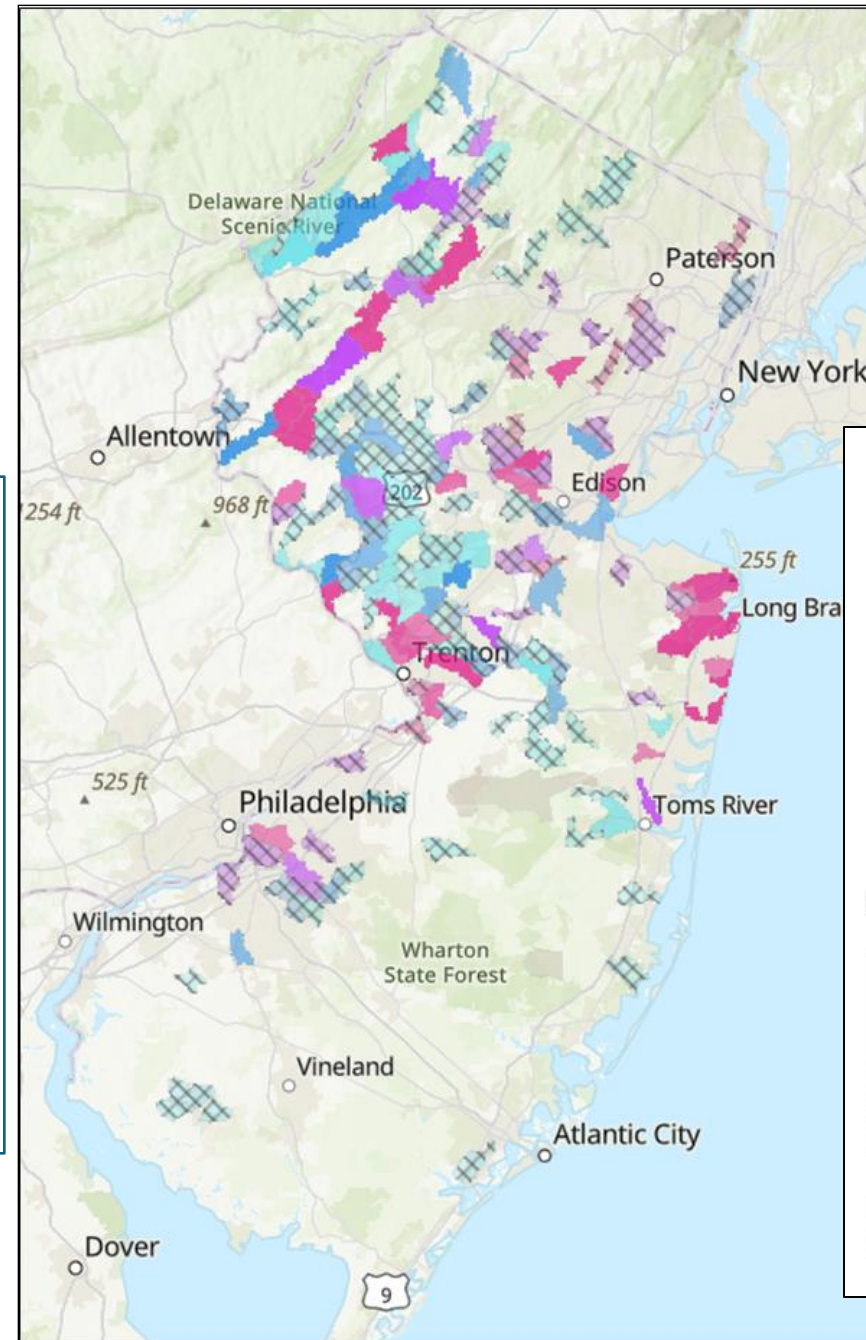 Delaware National
Scenic River
Paterson
New York
Allentown
254 ft
968 ft
202
Edison
255 ft
Long Bra
Trenton
525 ft
Philadelphia
Toms River
Wilmington
Wharton
State Forest
Vineland
Atlantic City
Dover
9